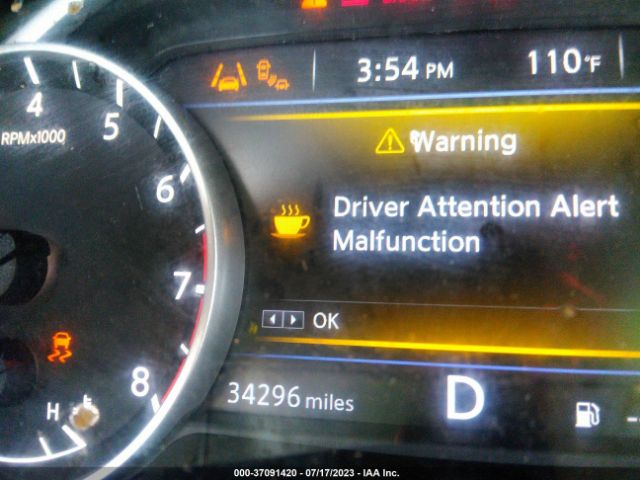 3:54 PM 110°F
4
5
RPMx1000
Warning
6
Driver Attention Alert
Malfunction
7
OK
8
34296 miles D
H
000-37091420 - 07/17/2023 - IAA Inc.